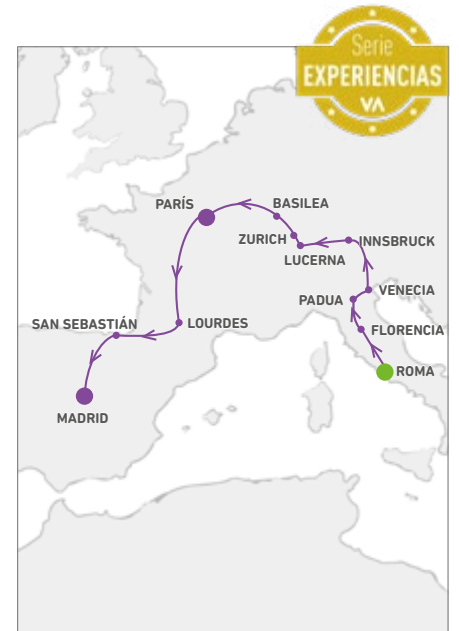 Serie
EXPERIENCIAS
VA
PARÍS
BASILEA
ZURICH
INNSBRUCK
LUCERNA
VENECIA
PADUA
SAN SEBASTIÁN
LOURDES
FLORENCIA
ROMA
MADRID